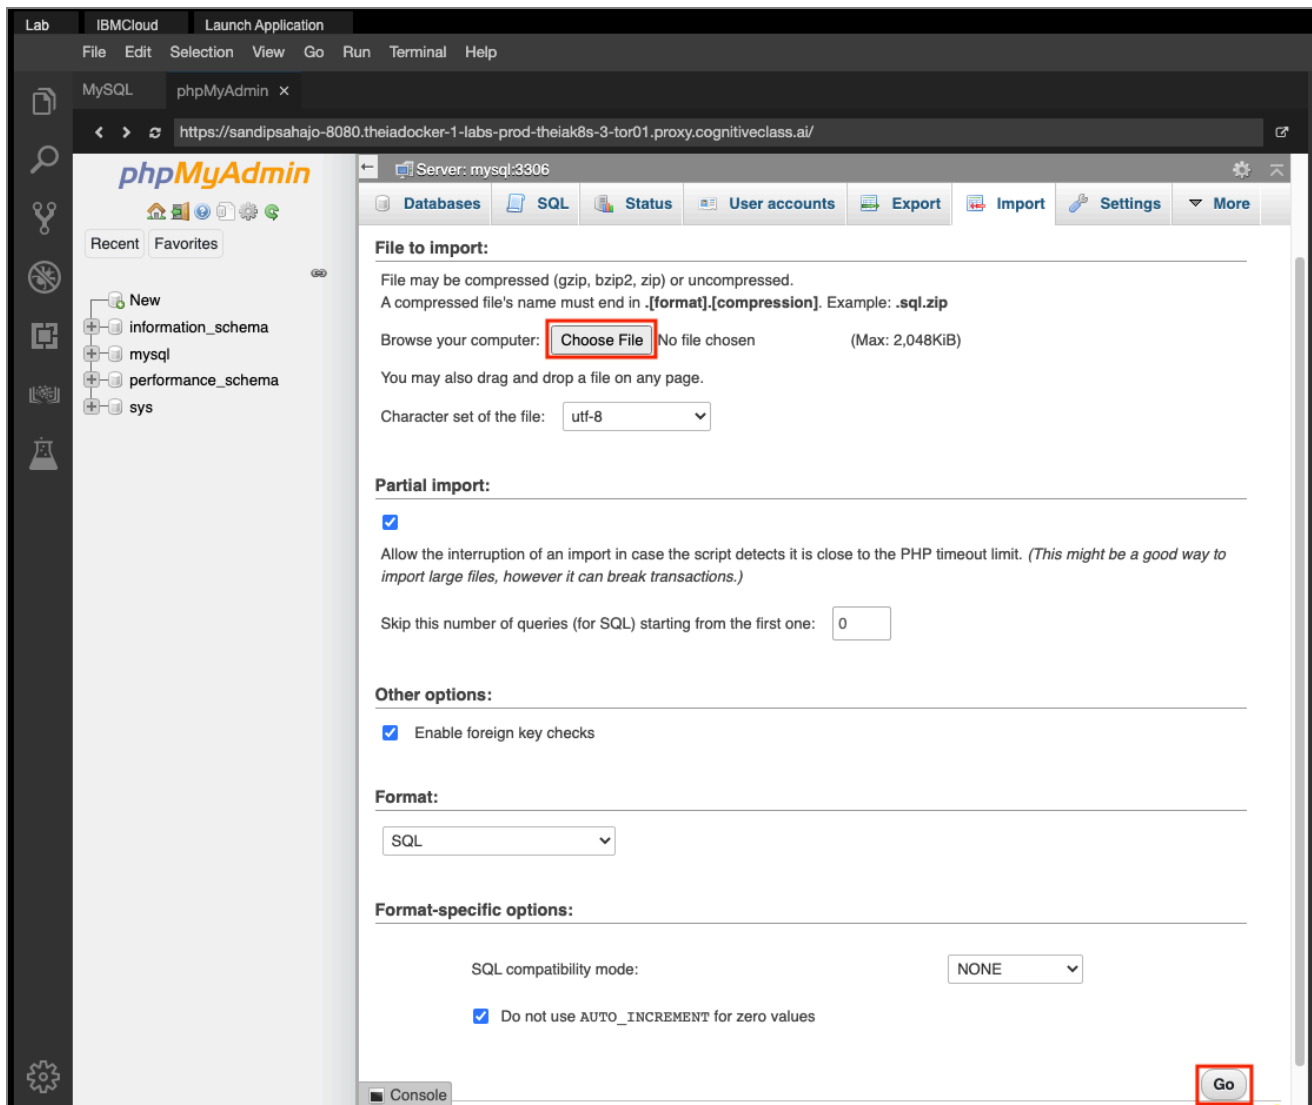 Lab IBMCloud Launch Application
File Edit Selection View Go Run Terminal Help
MySQL phpMyAdmin ×
https://sandipsahajo-8080.theiadocker-1-labs-prod-theiak8s-3-tor01.proxy.cognitiveclass.ai/
phpMyAdmin
Recent Favorites
New
information_schema
mysql
performance_schema
sys
Server: mysql:3306
Databases SQL Status User accounts Export Import Settings More
File to import:
File may be compressed (gzip, bzip2, zip) or uncompressed.
A compressed file's name must end in .[format].[compression]. Example: .sql.zip
Browse your computer: Choose File No file chosen (Max: 2,048KiB)
You may also drag and drop a file on any page.
Character set of the file: utf-8
Partial import:
Allow the interruption of an import in case the script detects it is close to the PHP timeout limit. (This might be a good way to
import large files, however it can break transactions.)
Skip this number of queries (for SQL) starting from the first one: 0
Other options:
Enable foreign key checks
Format:
SQL
Format-specific options:
SQL compatibility mode: NONE
Do not use AUTO_INCREMENT for zero values
Go
Console